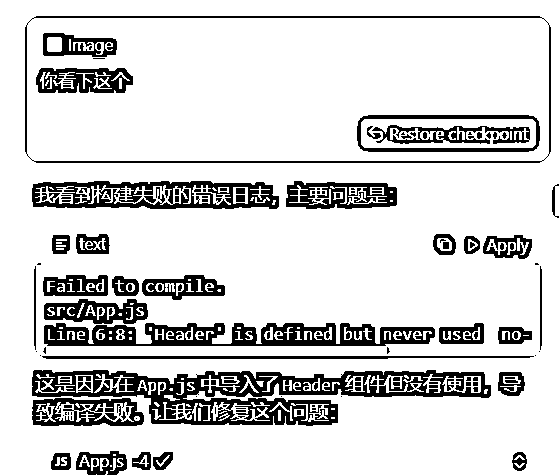 Image
你看下这个
Restore checkpoint
我看到构建失败的错误日志，主要问题是：
text Apply
Failed to compile.
src/App.js
Line 6:8: 'Header' is defined but never used no-
这是因为在 App.js 中导入了 Header 组件但没有使用，导
致编译失败。让我们修复这个问题：
JS App.js -4